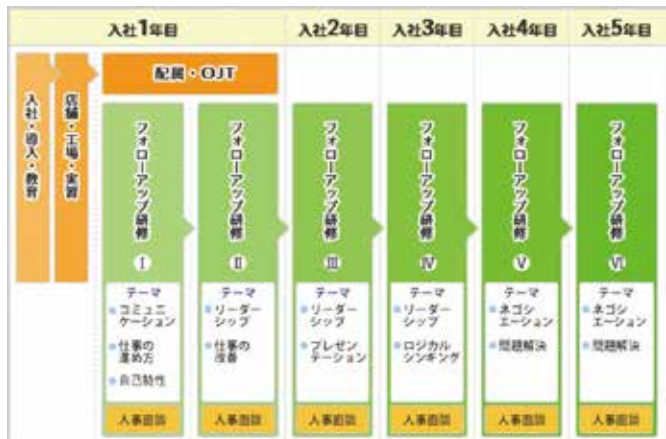 入社1年目
入社2年目
入社3年目
入社4年目
入社5年目
入社・導入・教育
店舗・工場・実習
配属・OJT
フォローアップ研修
Ⅰ
テーマ
コミュニ
ケーション
仕事の
進め方
自己特性
人事面談
フォローアップ研修
Ⅱ
テーマ
リーダー
シップ
仕事の
改善
人事面談
フォローアップ研修
Ⅲ
テーマ
リーダー
シップ
プレゼン
テーション
人事面談
フォローアップ研修
Ⅳ
テーマ
リーダー
シップ
ロジカル
シンキング
人事面談
フォローアップ研修
Ⅴ
テーマ
ネゴシ
エーション
問題解決
人事面談
フォローアップ研修
Ⅵ
テーマ
ネゴシ
エーション
問題解決
人事面談